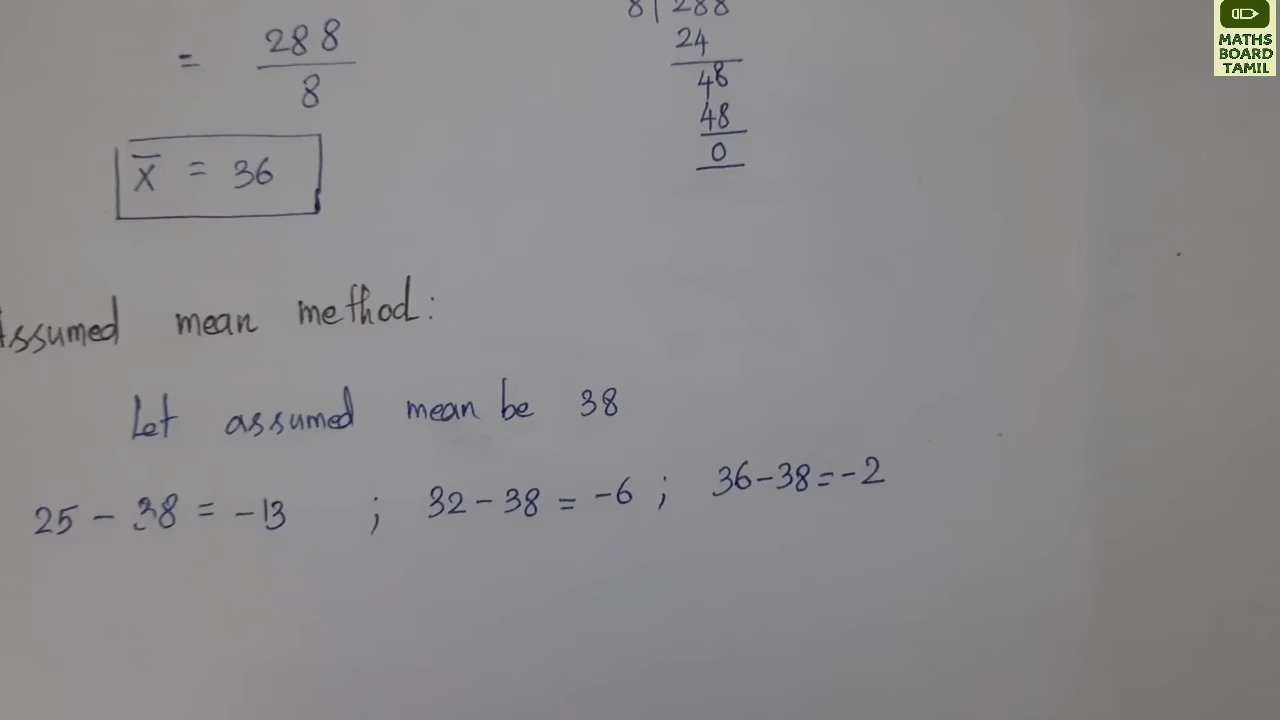 = 288/8
8 | 288
24
48
48
0
X̅ = 36
Assumed mean method:
Let assumed mean be 38
25 - 38 = -13 ; 32 - 38 = -6 ; 36-38=-2
MATHS
BOARD
TAMIL